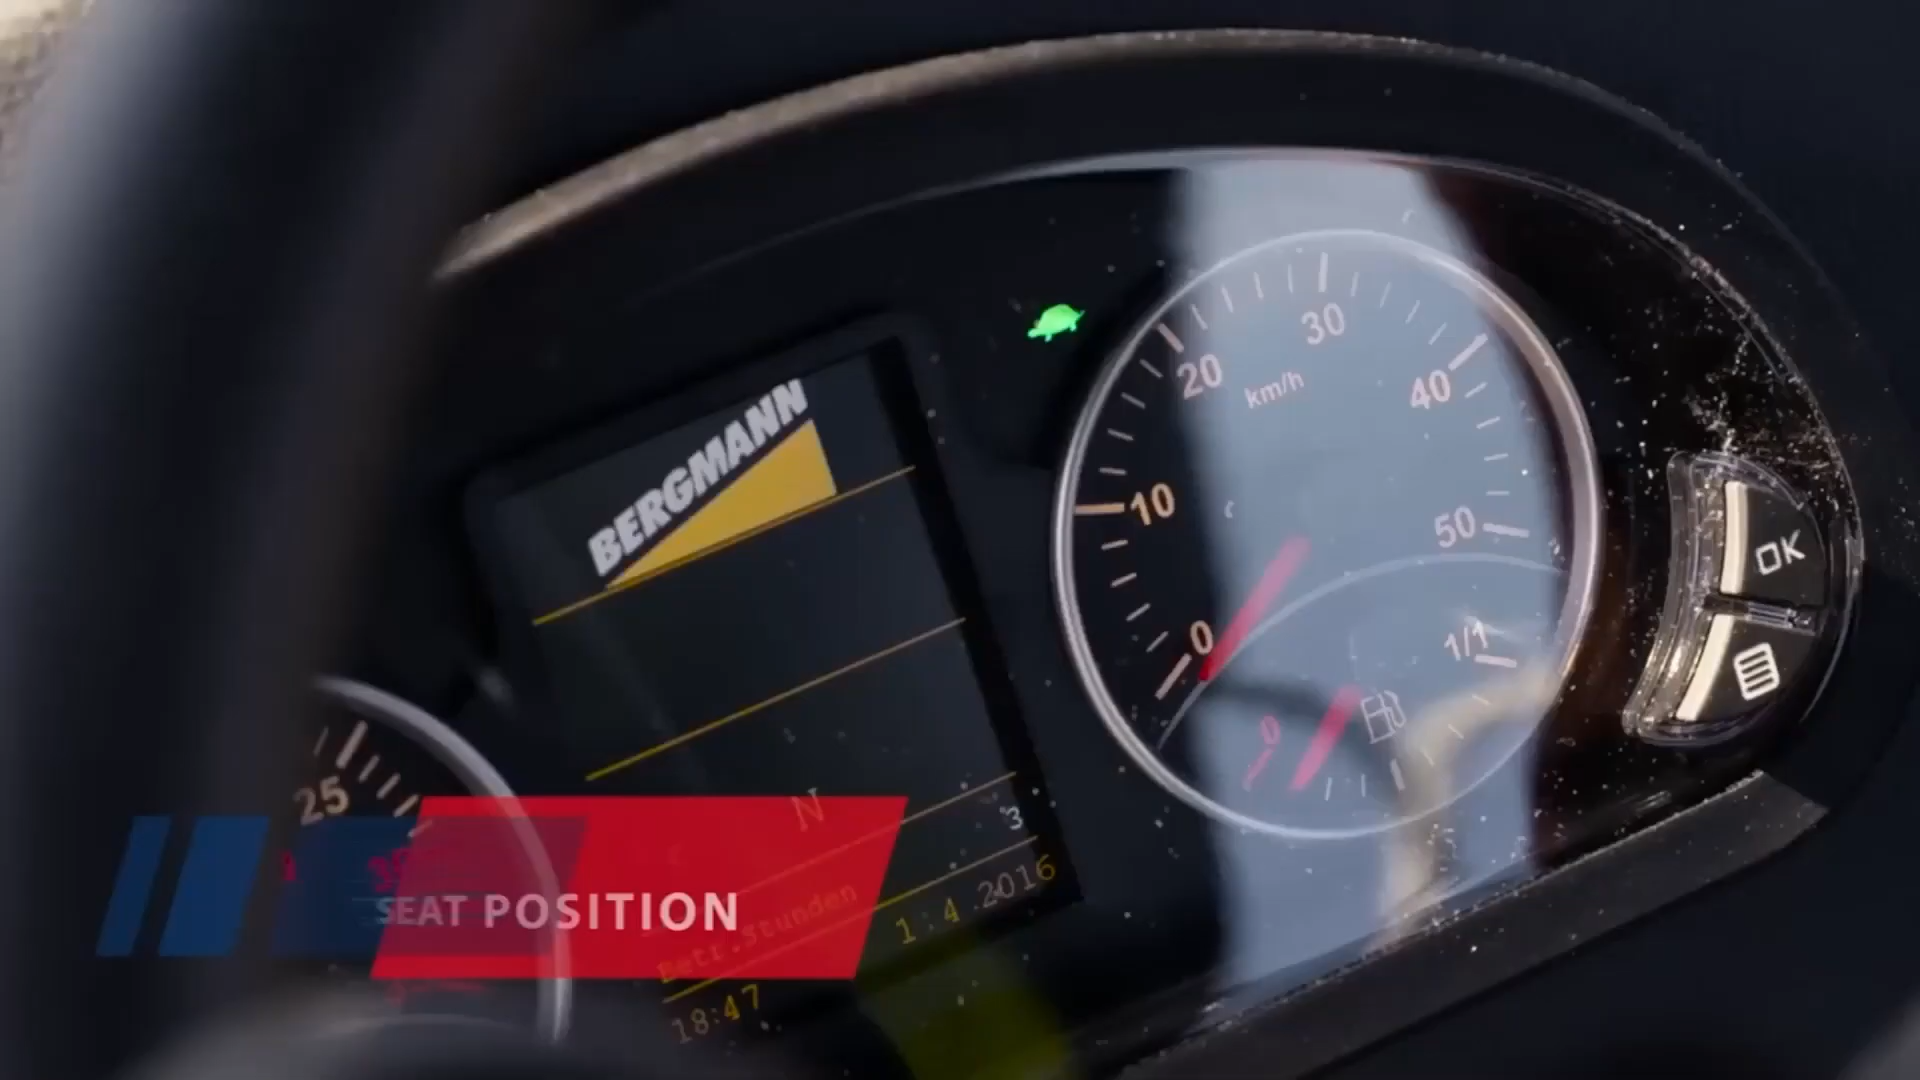 BERGMANN
30
20
km/h
40
10
50
0
OK
1/1
0
25
N
3
SEAT POSITION
Betr.Stunden
1.4.2016
18:47